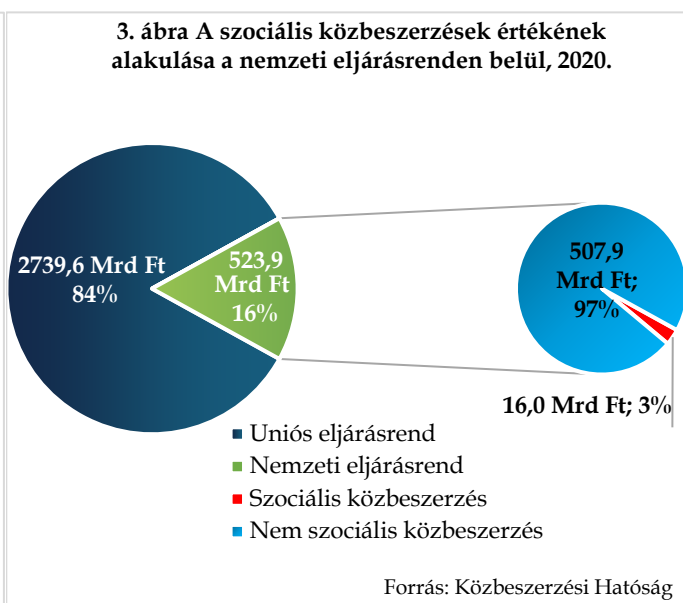 3. ábra A szociális közbeszerzések értékének
alakulása a nemzeti eljárásrenden belül, 2020.
2739,6 Mrd Ft
84%
523,9
Mrd Ft
16%
507,9
Mrd Ft;
97%
16,0 Mrd Ft; 3%
Uniós eljárásrend
Nemzeti eljárásrend
Szociális közbeszerzés
Nem szociális közbeszerzés
Forrás: Közbeszerzési Hatóság